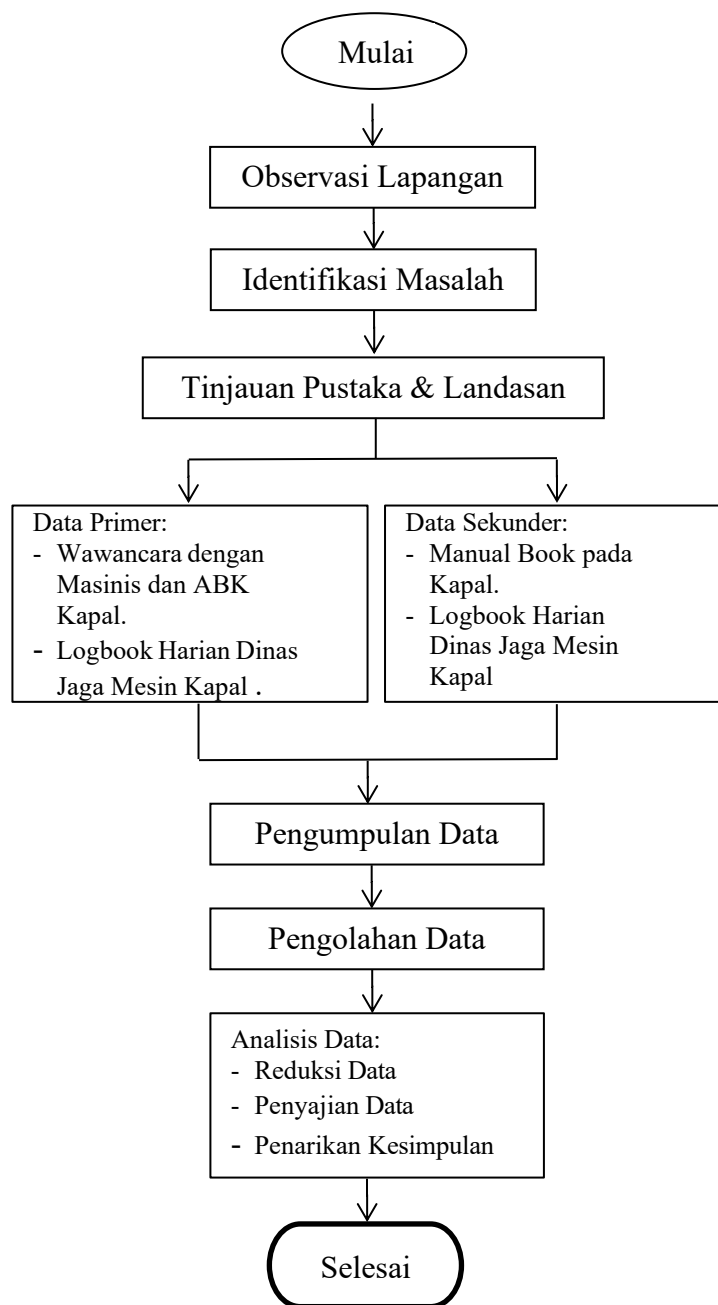 Mulai
Observasi Lapangan
Identifikasi Masalah
Tinjauan Pustaka & Landasan
Data Primer:
- Wawancara dengan
Masinis dan ABK
Kapal.
- Logbook Harian Dinas
Jaga Mesin Kapal .
Data Sekunder:
- Manual Book pada
Kapal.
- Logbook Harian
Dinas Jaga Mesin
Kapal
Pengumpulan Data
Pengolahan Data
Analisis Data:
- Reduksi Data
- Penyajian Data
- Penarikan Kesimpulan
Selesai